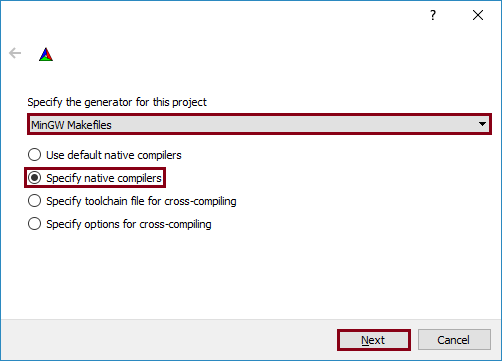 ?
Specify the generator for this project
MinGW Makefiles
Use default native compilers
Specify native compilers
Specify toolchain file for cross-compiling
Specify options for cross-compiling
Next Cancel